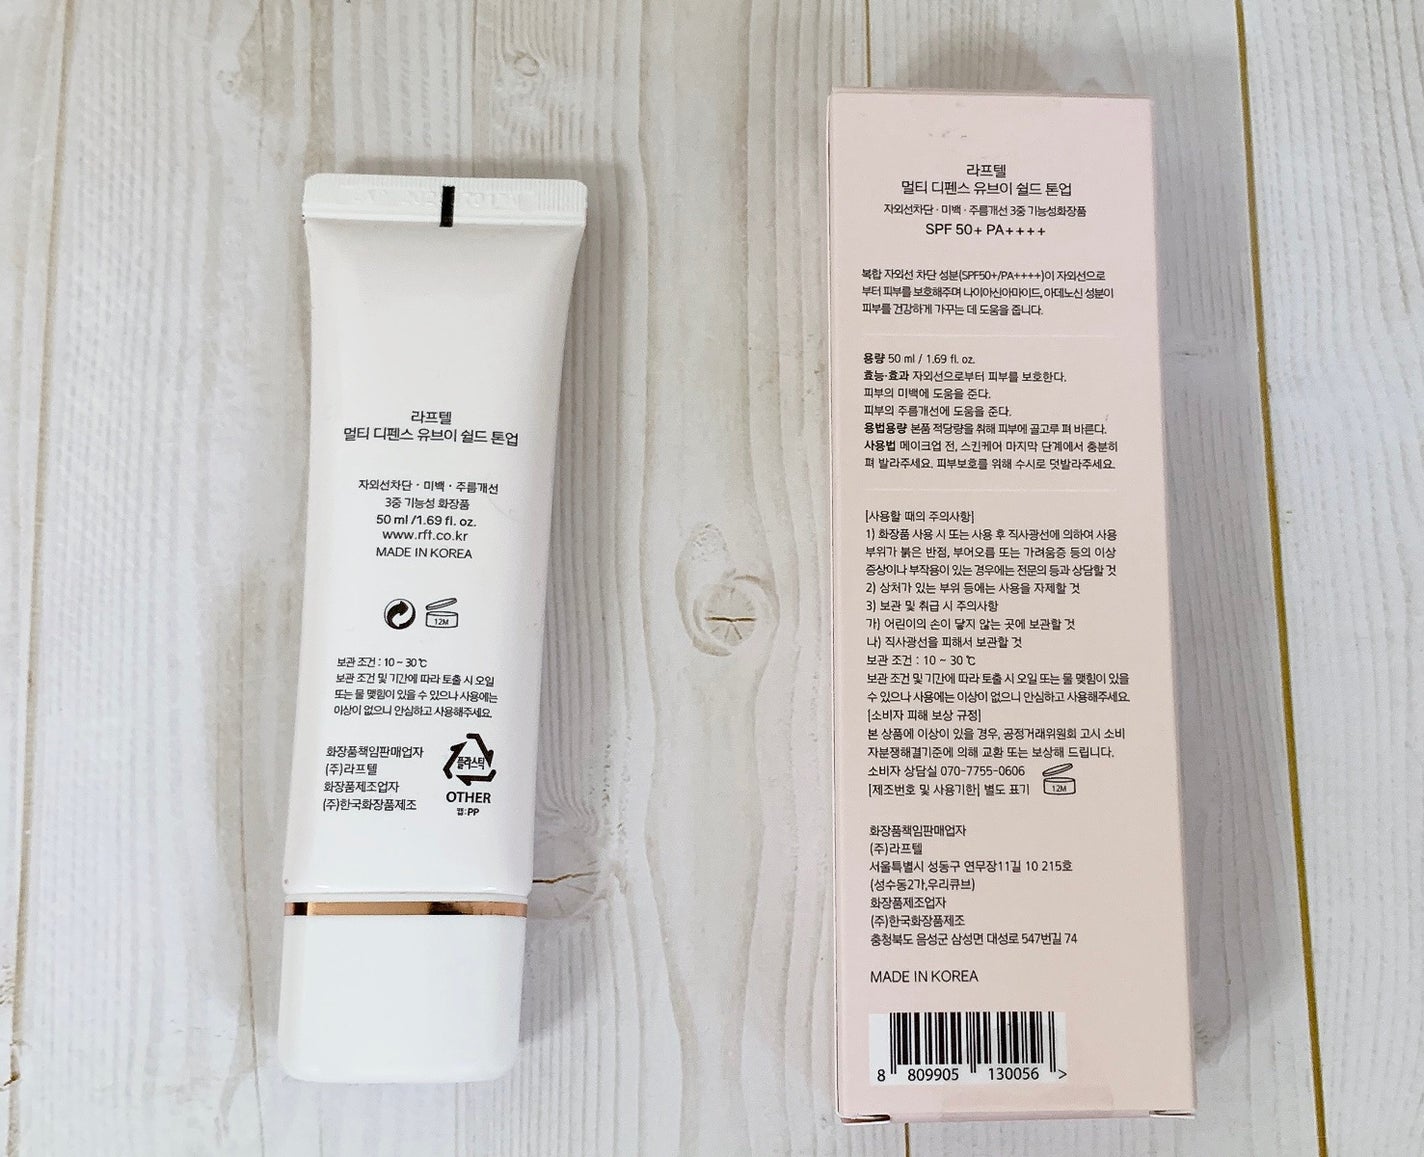 라프텔
멀티 디펜스 유브이 쉴드 톤업
자외선차단 · 미백 · 주름개선
3중 기능성 화장품
50 ml /1.69 fl. oz.
www.rft.co.kr
MADE IN KOREA
12M
보관 조건 : 10 ~ 30℃
보관 조건 및 기간에 따라 토출 시 오일
또는 물 맺힘이 있을 수 있으나 사용에는
이상이 없으니 안심하고 사용해주세요.
화장품책임판매업자
(주)라프텔
화장품제조업자
(주)한국화장품제조
플라스틱
OTHER
캡:PP
라프텔
멀티 디펜스 유브이 쉴드 톤업
자외선차단 · 미백 · 주름개선 3중 기능성화장품
SPF 50+ PA++++
복합 자외선 차단 성분(SPF50+/PA++++)이 자외선으로
부터 피부를 보호해주며 나이아신아마이드, 아데노신 성분이
피부를 건강하게 가꾸는 데 도움을 줍니다.
용량 50 ml / 1.69 fl. oz.
효능·효과 자외선으로부터 피부를 보호한다.
피부의 미백에 도움을 준다.
피부의 주름개선에 도움을 준다.
용법용량 본품 적당량을 취해 피부에 골고루 펴 바른다.
사용법 메이크업 전, 스킨케어 마지막 단계에서 충분히
펴 발라주세요. 피부보호를 위해 수시로 덧발라주세요.
[사용할 때의 주의사항]
1) 화장품 사용 시 또는 사용 후 직사광선에 의하여 사용
부위가 붉은 반점, 부어오름 또는 가려움증 등의 이상
증상이나 부작용이 있는 경우에는 전문의 등과 상담할 것
2) 상처가 있는 부위 등에는 사용을 자제할 것
3) 보관 및 취급 시 주의사항
가) 어린이의 손이 닿지 않는 곳에 보관할 것
나) 직사광선을 피해서 보관할 것
보관 조건 : 10 ~ 30℃
보관 조건 및 기간에 따라 토출 시 오일 또는 물 맺힘이 있을
수 있으나 사용에는 이상이 없으니 안심하고 사용해주세요.
[소비자 피해 보상 규정]
본 상품에 이상이 있을 경우, 공정거래위원회 고시 소비
자분쟁해결기준에 의해 교환 또는 보상해 드립니다.
소비자 상담실 070-7755-0606
[제조번호 및 사용기한] 별도 표기
12M
화장품책임판매업자
(주)라프텔
서울특별시 성동구 연무장11길 10 215호
(성수동2가,우리큐브)
화장품제조업자
(주)한국화장품제조
충청북도 음성군 삼성면 대성로 547번길 74
MADE IN KOREA
8 809905 130056 >